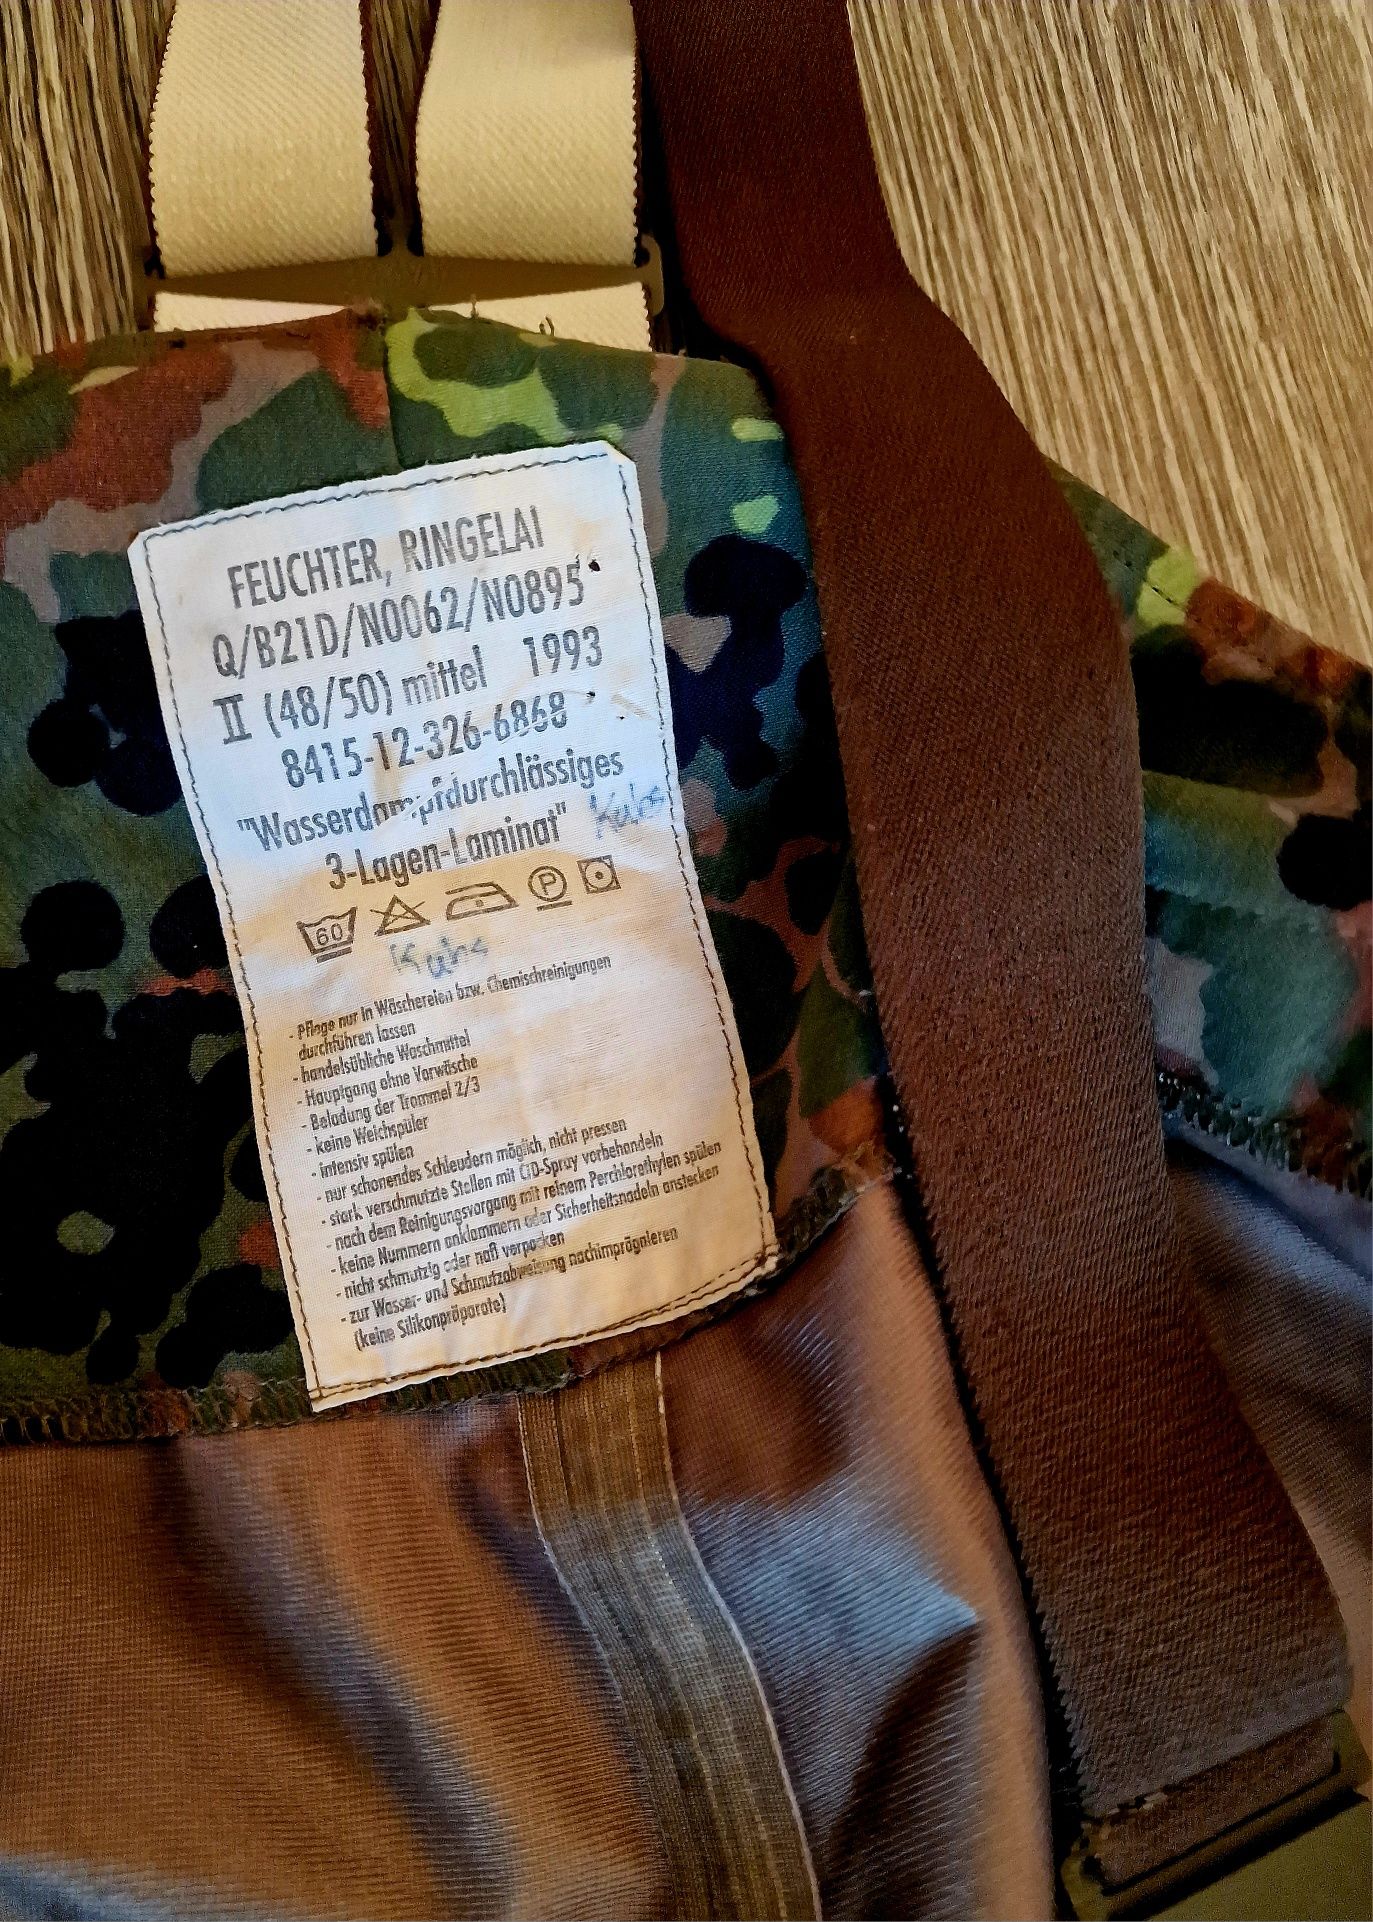 FEUCHTER, RINGELAI
Q/B21D/N0062/N0895
II (48/50) mittel 1993
8415-12-326-6868
"Wasserdampfdurchlässiges
3-Lagen-Laminat"
60 P
- Pflege nur in Wäschereien bzw. Chemischreinigungen
durchführen lassen
- handelsübliche Waschmittel
- Hauptgang ohne Vorwäsche
- Beladung der Trommel 2/3
- keine Weichspüler
- intensiv spülen
- nur schonendes Schleudern möglich, nicht pressen
- stark verschmutzte Stellen mit Spray vorbehandeln
- nach dem Reinigungsvorgang mit reinem Perchlorethylen spülen
- keine Nummern anklammern oder Sicherheitsnadeln anstecken
- nicht schmutzig oder naß verpacken
- zur Wasser- und Schmutzabweisung nachimprägnieren
(keine Silikonpräparate)